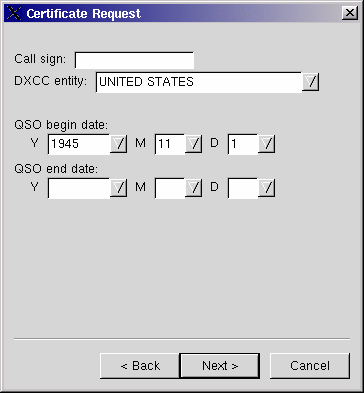 Certificate Request
Call sign:
DXCC entity: UNITED STATES
QSO begin date:
Y 1945 M 11 D 1
QSO end date:
Y M D
< Back Next > Cancel